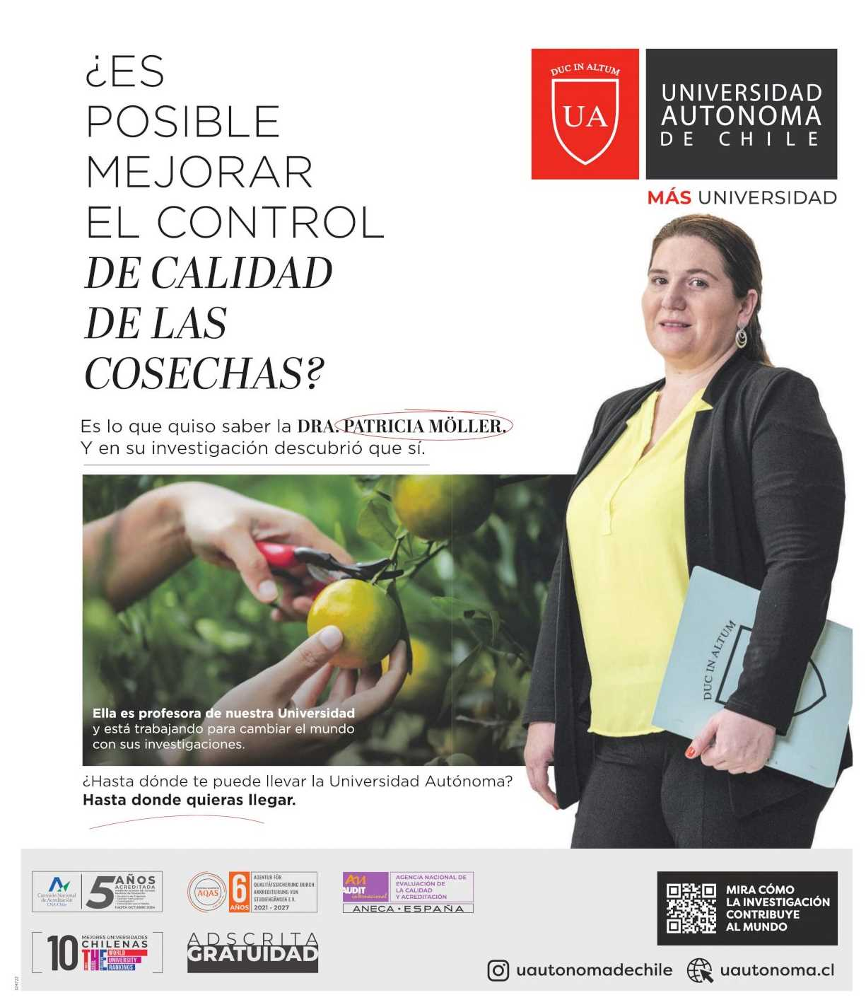 ¿ES
POSIBLE
MEJORAR
EL CONTROL
DE CALIDAD
DE LAS
COSECHAS?
DUC IN ALTUM
UA
UNIVERSIDAD
AUTONOMA
DE CHILE
MÁS UNIVERSIDAD
Es lo que quiso saber la DRA. PATRICIA MÖLLER.
Y en su investigación descubrió que sí.
DUC IN ALTUM
Ella es profesora de nuestra Universidad
y está trabajando para cambiar el mundo
con sus investigaciones.
¿Hasta dónde te puede llevar la Universidad Autónoma?
Hasta donde quieras llegar.
Comisión Nacional
de Acreditación
CNA-Chile
5 AÑOS
ACREDITADA
HASTA OCTUBRE 2024
AQAS
6
AÑOS
AGENTUR FÜR
QUALITÄTSSICHERUNG DURCH
AKKREDITIERUNG VON
STUDIENGÄNGEN E.V.
2021 - 2027
AUDIT
internacional
AGENCIA NACIONAL DE
EVALUACIÓN DE
LA CALIDAD
Y ACREDITACIÓN
ANECA · ESPAÑA
10
MEJORES UNIVERSIDADES
CHILENAS
THE WORLD
UNIVERSITY
RANKINGS
ADSCRITA
GRATUIDAD
MIRA CÓMO
LA INVESTIGACIÓN
CONTRIBUYE
AL MUNDO
uautonomadechile
uautonoma.cl